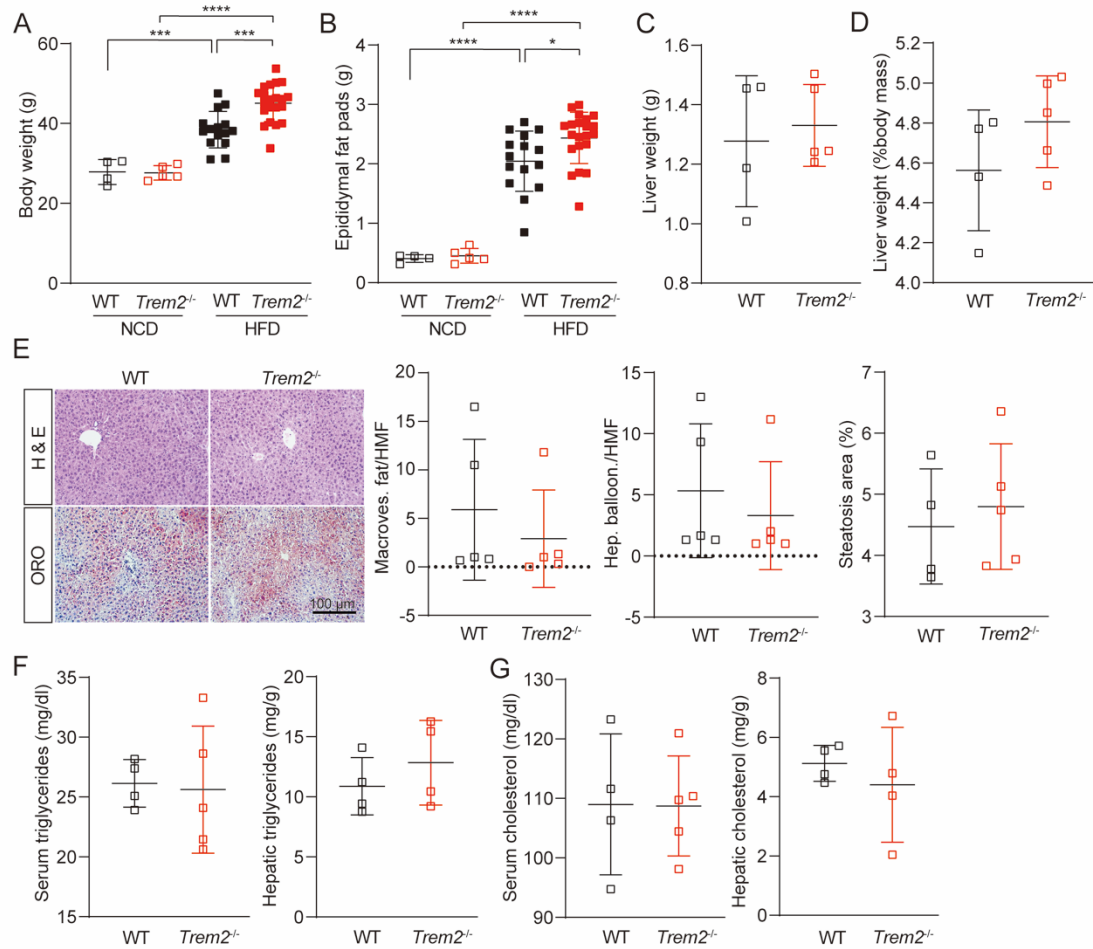 A
Body weight (g)
60
40
20
0
***
****
***
WT
Trem2-/-
WT
Trem2-/-
NCD
HFD
B
Epididymal fat pads (g)
4
3
2
1
0
****
****
*
WT
Trem2-/-
WT
Trem2-/-
NCD
HFD
C
Liver weight (g)
1.6
1.4
1.2
1.0
0.8
WT
Trem2-/-
D
Liver weight (%body mass)
5.2
5.0
4.8
4.6
4.4
4.2
4.0
WT
Trem2-/-
E
WT
Trem2-/-
H & E
ORO
100 µm
Macroves. fat/HMF
20
15
10
5
0
-5
WT
Trem2-/-
Hep. balloon./HMF
15
10
5
0
-5
WT
Trem2-/-
Steatosis area (%)
7
6
5
4
3
WT
Trem2-/-
F
Serum triglycerides (mg/dl)
35
30
25
20
15
WT
Trem2-/-
Hepatic triglycerides (mg/g)
20
15
10
5
0
WT
Trem2-/-
G
Serum cholesterol (mg/dl)
130
120
110
100
90
WT
Trem2-/-
Hepatic cholesterol (mg/g)
8
6
4
2
0
WT
Trem2-/-